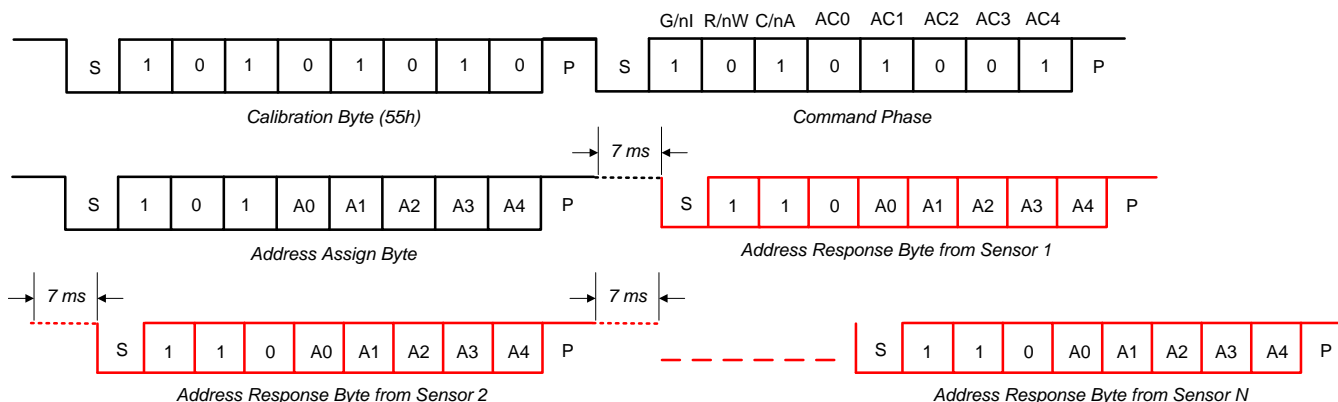 G/nI R/nW C/nA AC0 AC1 AC2 AC3 AC4
S 1 0 1 0 1 0 1 0 P S 1 0 1 0 1 0 0 1 P
Calibration Byte (55h) Command Phase
7 ms
S 1 0 1 A0 A1 A2 A3 A4 P S 1 1 0 A0 A1 A2 A3 A4 P
Address Assign Byte Address Response Byte from Sensor 1
7 ms 7 ms
S 1 1 0 A0 A1 A2 A3 A4 P S 1 1 0 A0 A1 A2 A3 A4 P
Address Response Byte from Sensor 2 Address Response Byte from Sensor N